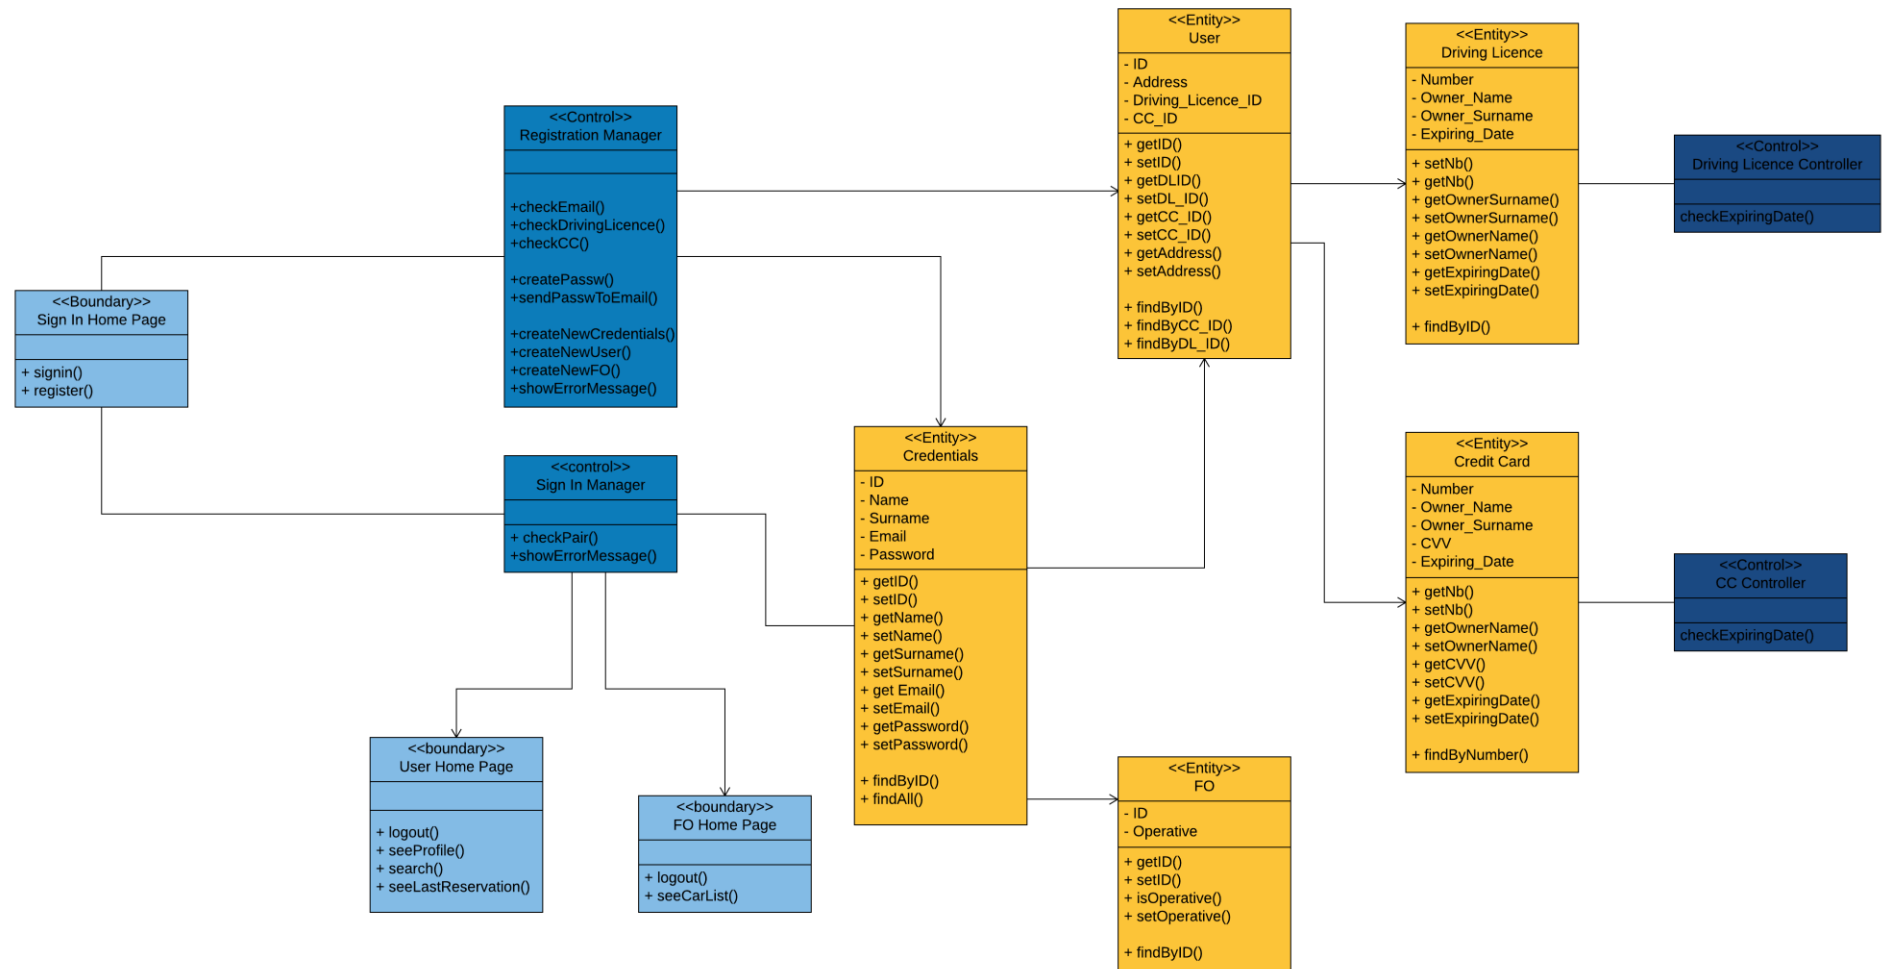 <<Entity>>
User
- ID
- Address
- Driving_Licence_ID
- CC_ID
+ getID()
+ setID()
+ getDLID()
+ setDL_ID()
+ getCC_ID()
+ setCC_ID()
+ getAddress()
+ setAddress()
+ findByID()
+ findByCC_ID()
+ findByDL_ID()
<<Entity>>
Driving Licence
- Number
- Owner_Name
- Owner_Surname
- Expiring_Date
+ setNb()
+ getNb()
+ getOwnerSurname()
+ setOwnerSurname()
+ getOwnerName()
+ setOwnerName()
+ getExpiringDate()
+ setExpiringDate()
+ findByID()
<<Control>>
Driving Licence Controller
checkExpiringDate()
<<Control>>
Registration Manager
+checkEmail()
+checkDrivingLicence()
+checkCC()
+createPassw()
+sendPasswToEmail()
+createNewCredentials()
+createNewUser()
+createNewFO()
+showErrorMessage()
<<Boundary>>
Sign In Home Page
+ signin()
+ register()
<<control>>
Sign In Manager
+ checkPair()
+showErrorMessage()
<<Entity>>
Credentials
- ID
- Name
- Surname
- Email
- Password
+ getID()
+ setID()
+ getName()
+ setName()
+ getSurname()
+ setSurname()
+ get Email()
+ setEmail()
+ getPassword()
+ setPassword()
+ findByID()
+ findAll()
<<Entity>>
Credit Card
- Number
- Owner_Name
- Owner_Surname
- CVV
- Expiring_Date
+ getNb()
+ setNb()
+ getOwnerName()
+ setOwnerName()
+ getCVV()
+ setCVV()
+ getExpiringDate()
+ setExpiringDate()
+ findByNumber()
<<Control>>
CC Controller
checkExpiringDate()
<<boundary>>
User Home Page
+ logout()
+ seeProfile()
+ search()
+ seeLastReservation()
<<boundary>>
FO Home Page
+ logout()
+ seeCarList()
<<Entity>>
FO
- ID
- Operative
+ getID()
+ setID()
+ isOperative()
+ setOperative()
+ findByID()